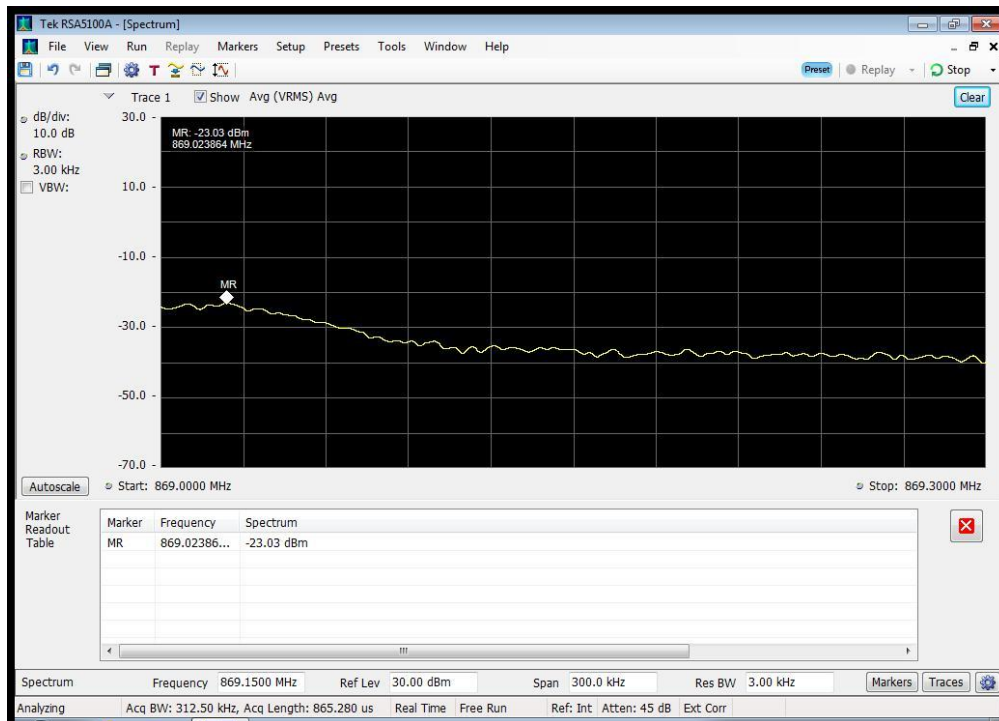 Tek RSA5100A - [Spectrum]
File View Run Replay Markers Setup Presets Tools Window Help
T Preset Replay Stop
Trace 1 Show Avg (VRMS) Avg Clear
dB/div:
10.0 dB
RBW:
3.00 kHz
VBW:
30.0
10.0
-10.0
-30.0
-50.0
-70.0
MR: -23.03 dBm
869.023864 MHz
MR
Autoscale Start: 869.0000 MHz Stop: 869.3000 MHz
Marker
Readout
Table
Marker Frequency Spectrum
MR 869.02386... -23.03 dBm
Spectrum Frequency 869.1500 MHz Ref Lev 30.00 dBm Span 300.0 kHz Res BW 3.00 kHz Markers Traces
Analyzing Acq BW: 312.50 kHz, Acq Length: 865.280 us Real Time Free Run Ref: Int Atten: 45 dB Ext Corr